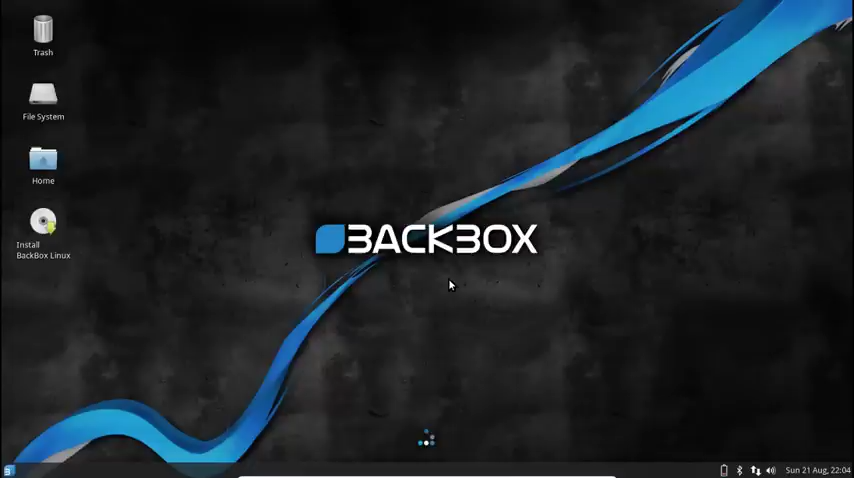 Trash
File System
Home
Install
BackBox Linux
BACKBOX
Sun 21 Aug, 22:04